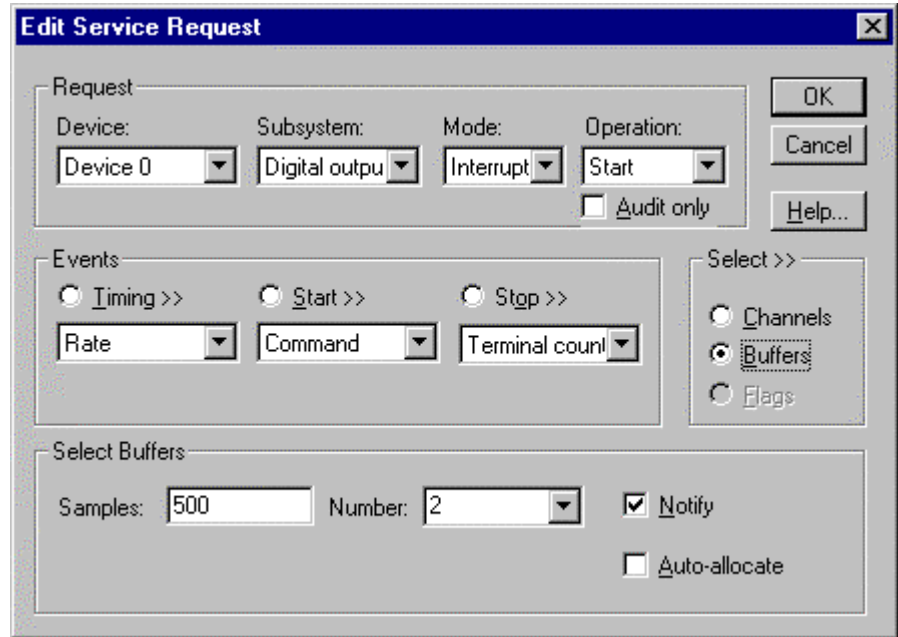 Edit Service Request
Request
Device: Subsystem: Mode: Operation:
Device 0 Digital outpu Interrupt Start
Audit only
OK
Cancel
Help...
Events
Timing >> Start >> Stop >>
Rate Command Terminal count
Select >>
Channels
Buffers
Flags
Select Buffers
Samples: 500 Number: 2 Notify
Auto-allocate